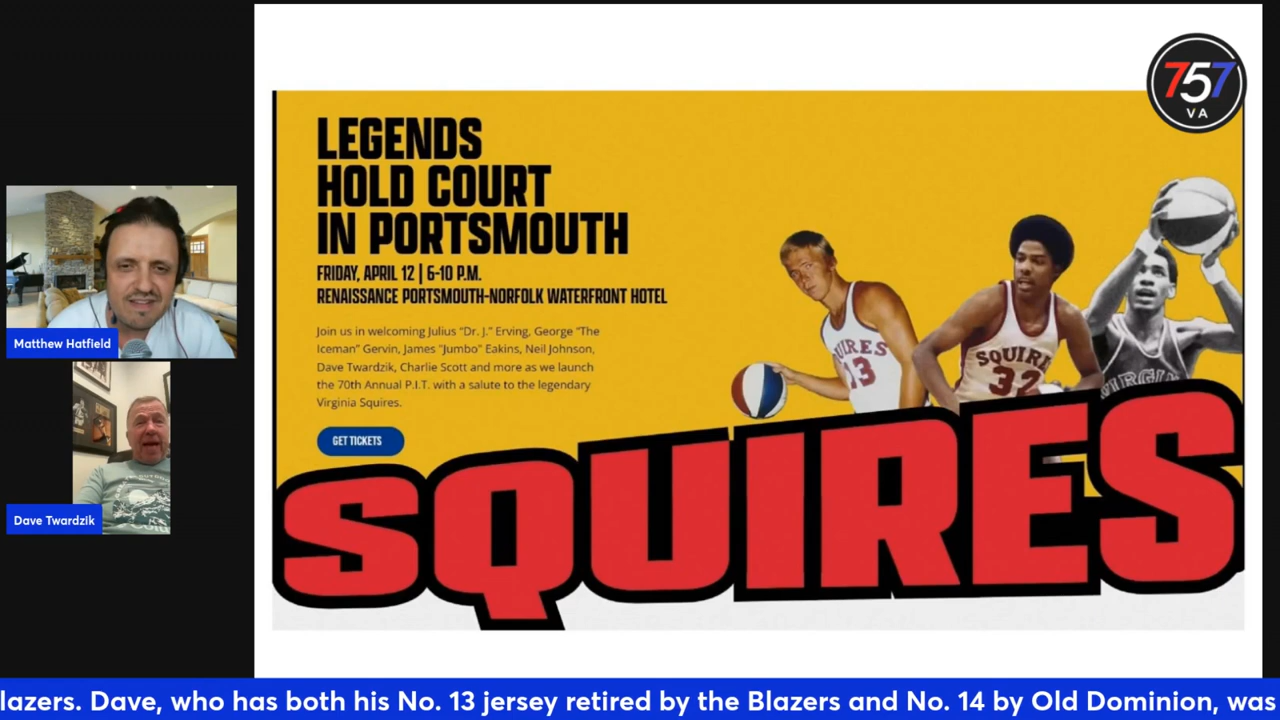 757
VA
LEGENDS
HOLD COURT
IN PORTSMOUTH
FRIDAY, APRIL 12 | 6-10 P.M.
RENAISSANCE PORTSMOUTH-NORFOLK WATERFRONT HOTEL
Join us in welcoming Julius "Dr. J." Erving, George "The
Iceman" Gervin, James "Jumbo" Eakins, Neil Johnson,
Dave Twardzik, Charlie Scott and more as we launch
the 70th Annual P.I.T. with a salute to the legendary
Virginia Squires.
GET TICKETS
UIRES
13
SQUIRE
32
VIRGIN
SQUIRES
Matthew Hatfield
Dave Twardzik
lazers. Dave, who has both his No. 13 jersey retired by the Blazers and No. 14 by Old Dominion, was